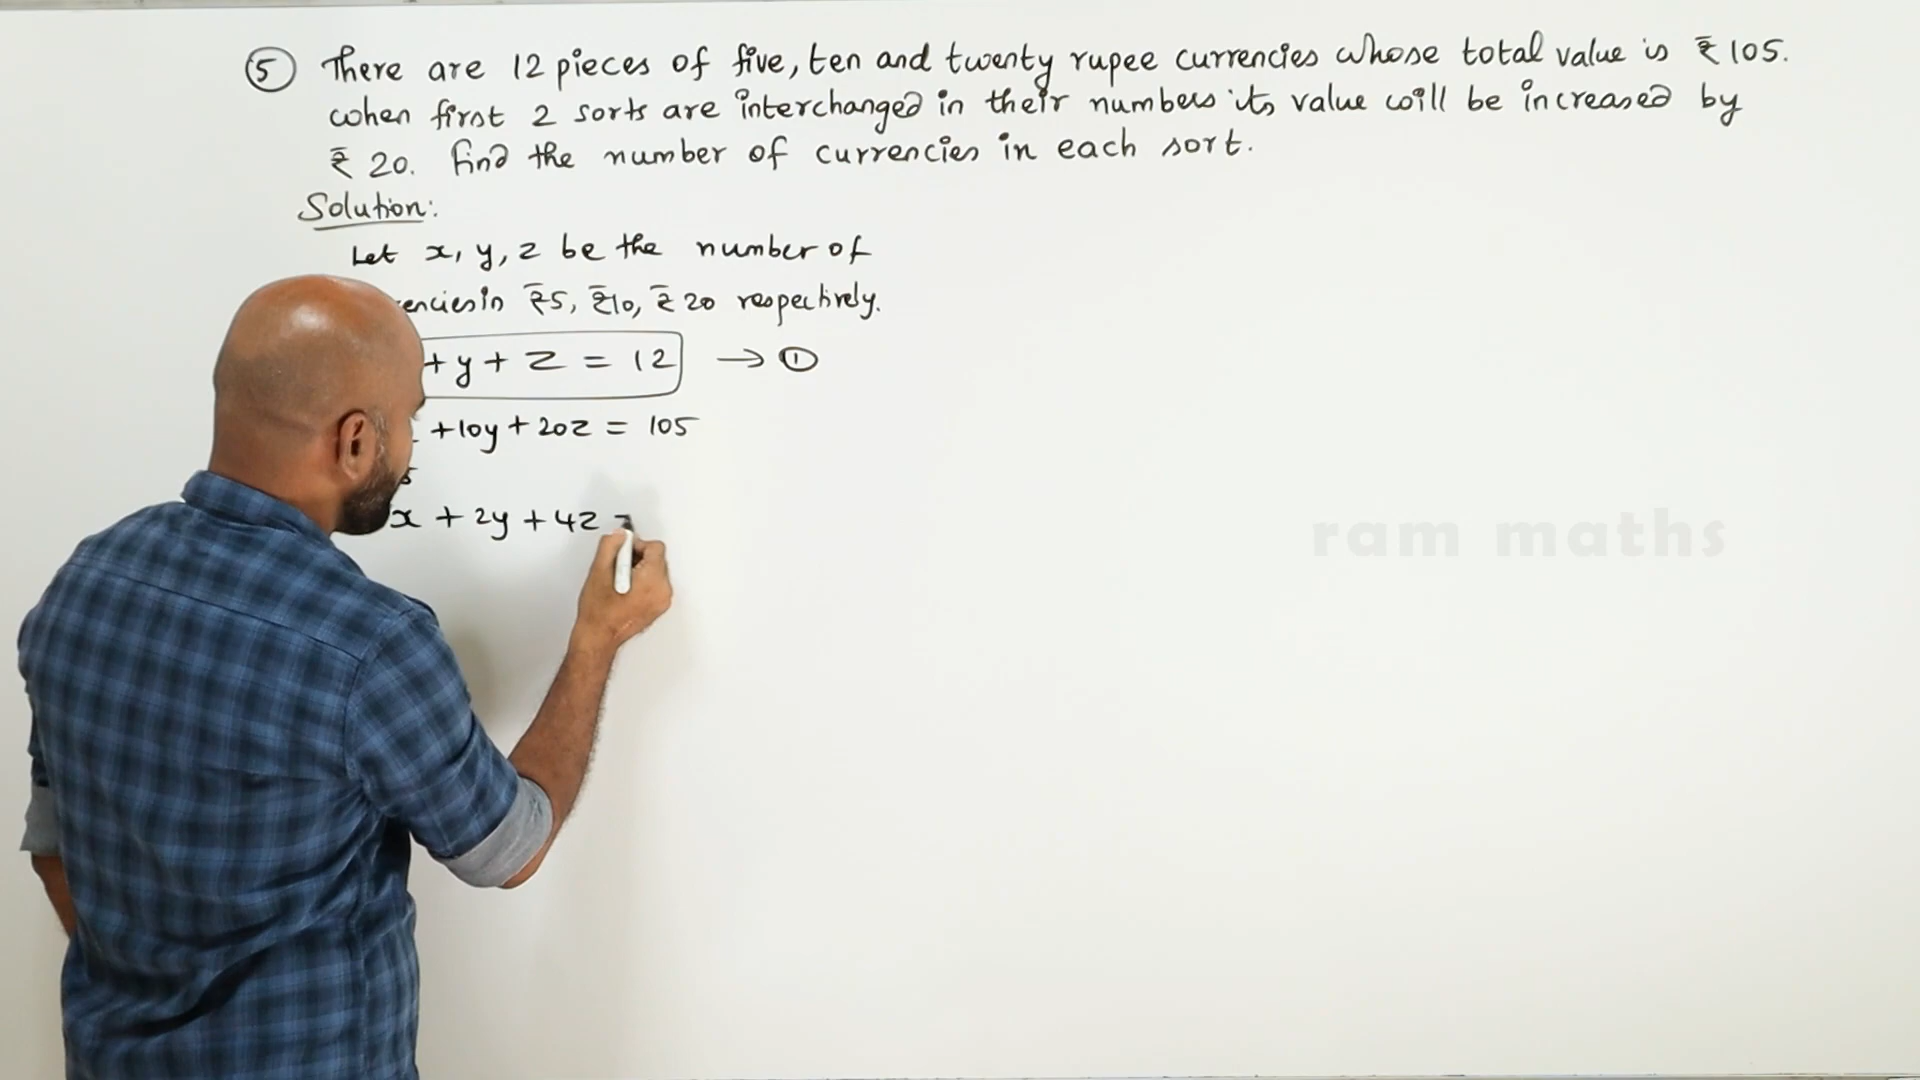 5 There are 12 pieces of five, ten and twenty rupee currencies whose total value is ₹ 105.
when first 2 sorts are interchanged in their numbers its value will be increased by
₹ 20. Find the number of currencies in each sort.
Solution:
Let x, y, z be the number of
encies in ₹5, ₹10, ₹ 20 respectively.
+ y + z = 12 → 1
+ 10y + 20z = 105
5
x + 2y + 4z =
ram maths